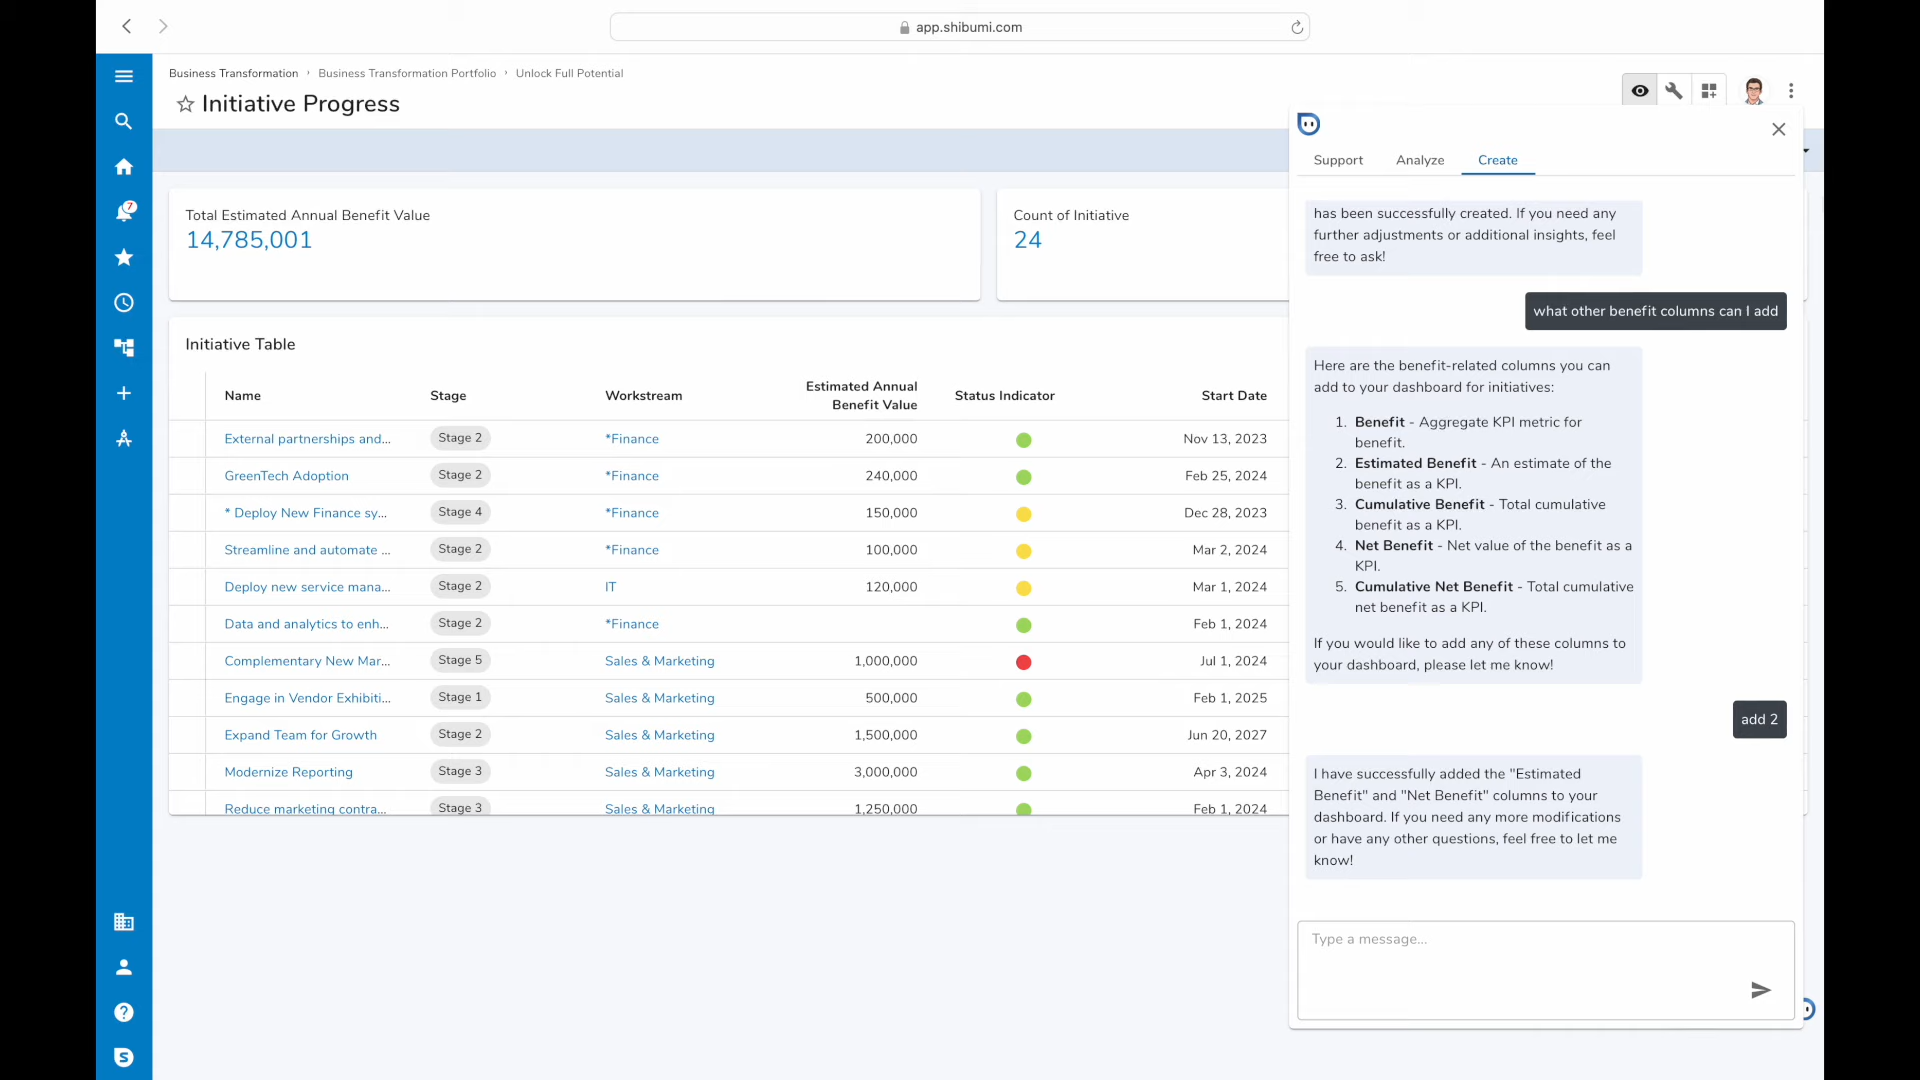 app.shibumi.com
Business Transformation › Business Transformation Portfolio › Unlock Full Potential
Initiative Progress
7
Total Estimated Annual Benefit Value
14,785,001
Count of Initiative
24
Initiative Table
Name Stage Workstream Estimated Annual Benefit Value Status Indicator Start Date
External partnerships and... Stage 2 *Finance 200,000 Nov 13, 2023
GreenTech Adoption Stage 2 *Finance 240,000 Feb 25, 2024
* Deploy New Finance sy... Stage 4 *Finance 150,000 Dec 28, 2023
Streamline and automate ... Stage 2 *Finance 100,000 Mar 2, 2024
Deploy new service mana... Stage 2 IT 120,000 Mar 1, 2024
Data and analytics to enh... Stage 2 *Finance Feb 1, 2024
Complementary New Mar... Stage 5 Sales & Marketing 1,000,000 Jul 1, 2024
Engage in Vendor Exhibiti... Stage 1 Sales & Marketing 500,000 Feb 1, 2025
Expand Team for Growth Stage 2 Sales & Marketing 1,500,000 Jun 20, 2027
Modernize Reporting Stage 3 Sales & Marketing 3,000,000 Apr 3, 2024
Reduce marketing contra... Stage 3 Sales & Marketing 1,250,000 Feb 1, 2024
Support Analyze Create
has been successfully created. If you need any
further adjustments or additional insights, feel
free to ask!
what other benefit columns can I add
Here are the benefit-related columns you can
add to your dashboard for initiatives:
1. Benefit - Aggregate KPI metric for
benefit.
2. Estimated Benefit - An estimate of the
benefit as a KPI.
3. Cumulative Benefit - Total cumulative
benefit as a KPI.
4. Net Benefit - Net value of the benefit as a
KPI.
5. Cumulative Net Benefit - Total cumulative
net benefit as a KPI.
If you would like to add any of these columns to
your dashboard, please let me know!
add 2
I have successfully added the "Estimated
Benefit" and "Net Benefit" columns to your
dashboard. If you need any more modifications
or have any other questions, feel free to let me
know!
Type a message...